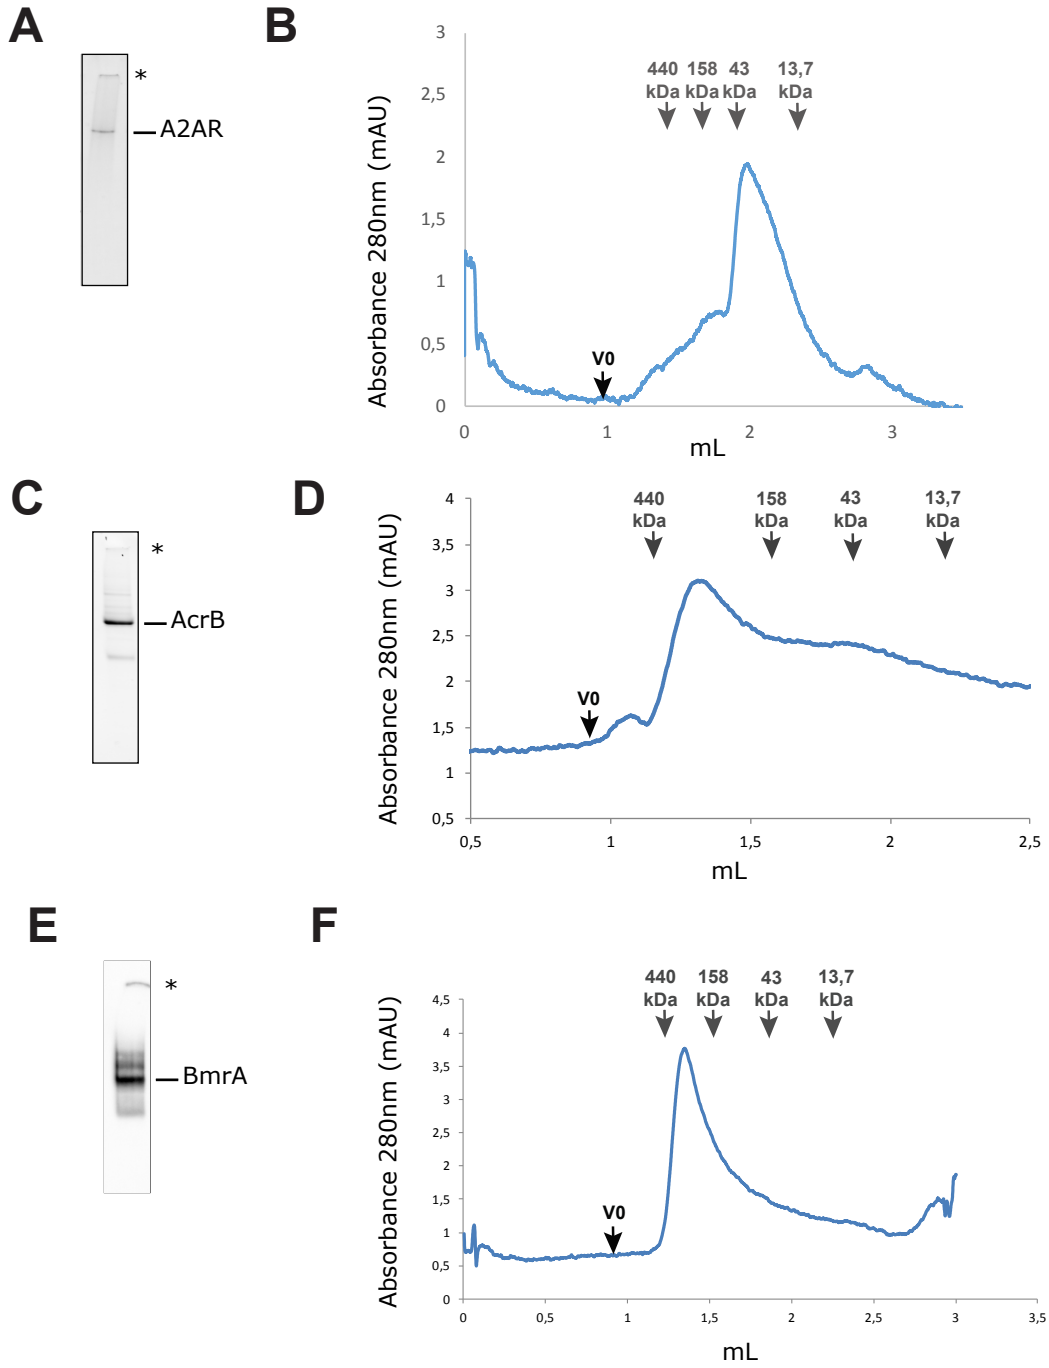 A
*
A2AR
B
Absorbance 280nm (mAU)
3
2,5
2
1,5
1
0,5
0
440 158 43 13,7
kDa kDa kDa kDa
V0
0 1 2 3
mL
C
*
AcrB
D
Absorbance 280nm (mAU)
4
3,5
3
2,5
2
1,5
1
0,5
440 158 43 13,7
kDa kDa kDa kDa
V0
0,5 1 1,5 2 2,5
mL
E
*
BmrA
F
Absorbance 280nm (mAU)
4,5
4
3,5
3
2,5
2
1,5
1
0,5
0
440 158 43 13,7
kDa kDa kDa kDa
V0
0 0,5 1 1,5 2 2,5 3 3,5
mL